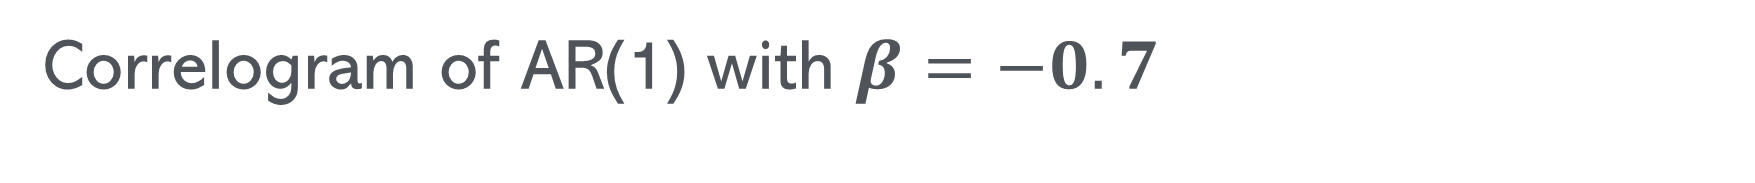 Correlogram of AR(1) with β = −0.7